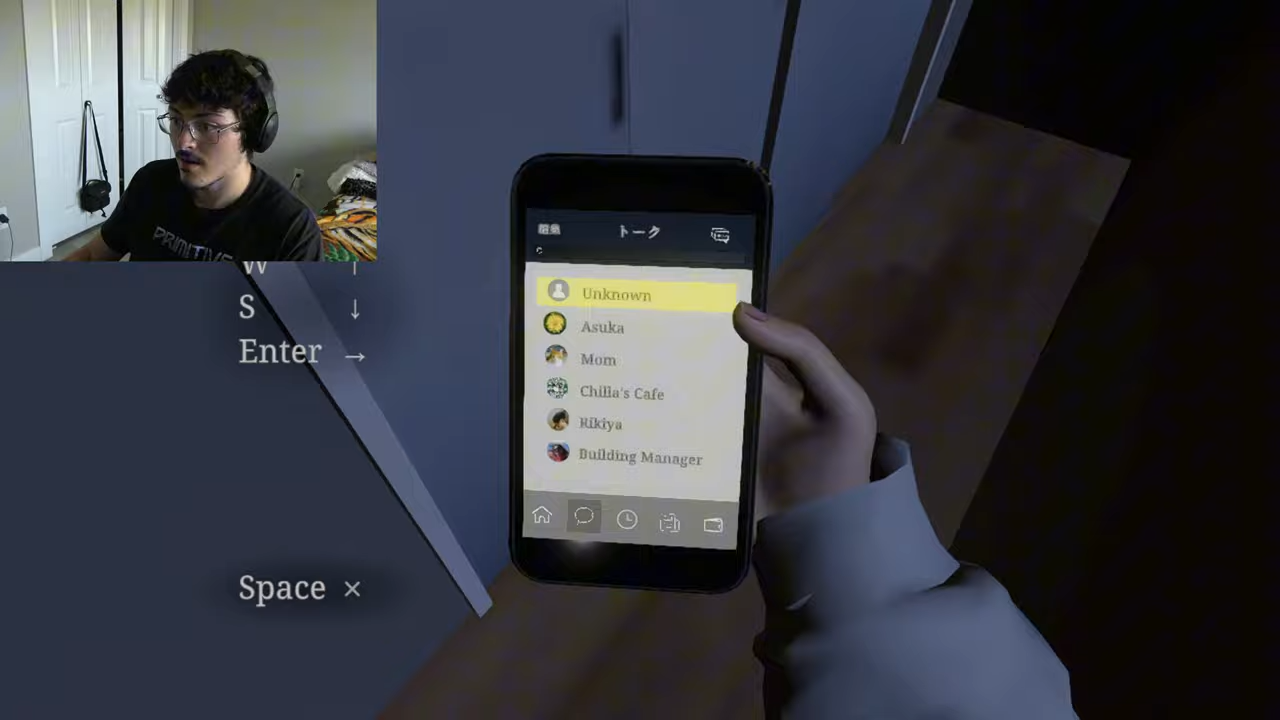 PRIMITIVE
W ↑
S ↓
Enter →
Space ×
トーク
Unknown
Asuka
Mom
Chilla's Cafe
Rikiya
Building Manager